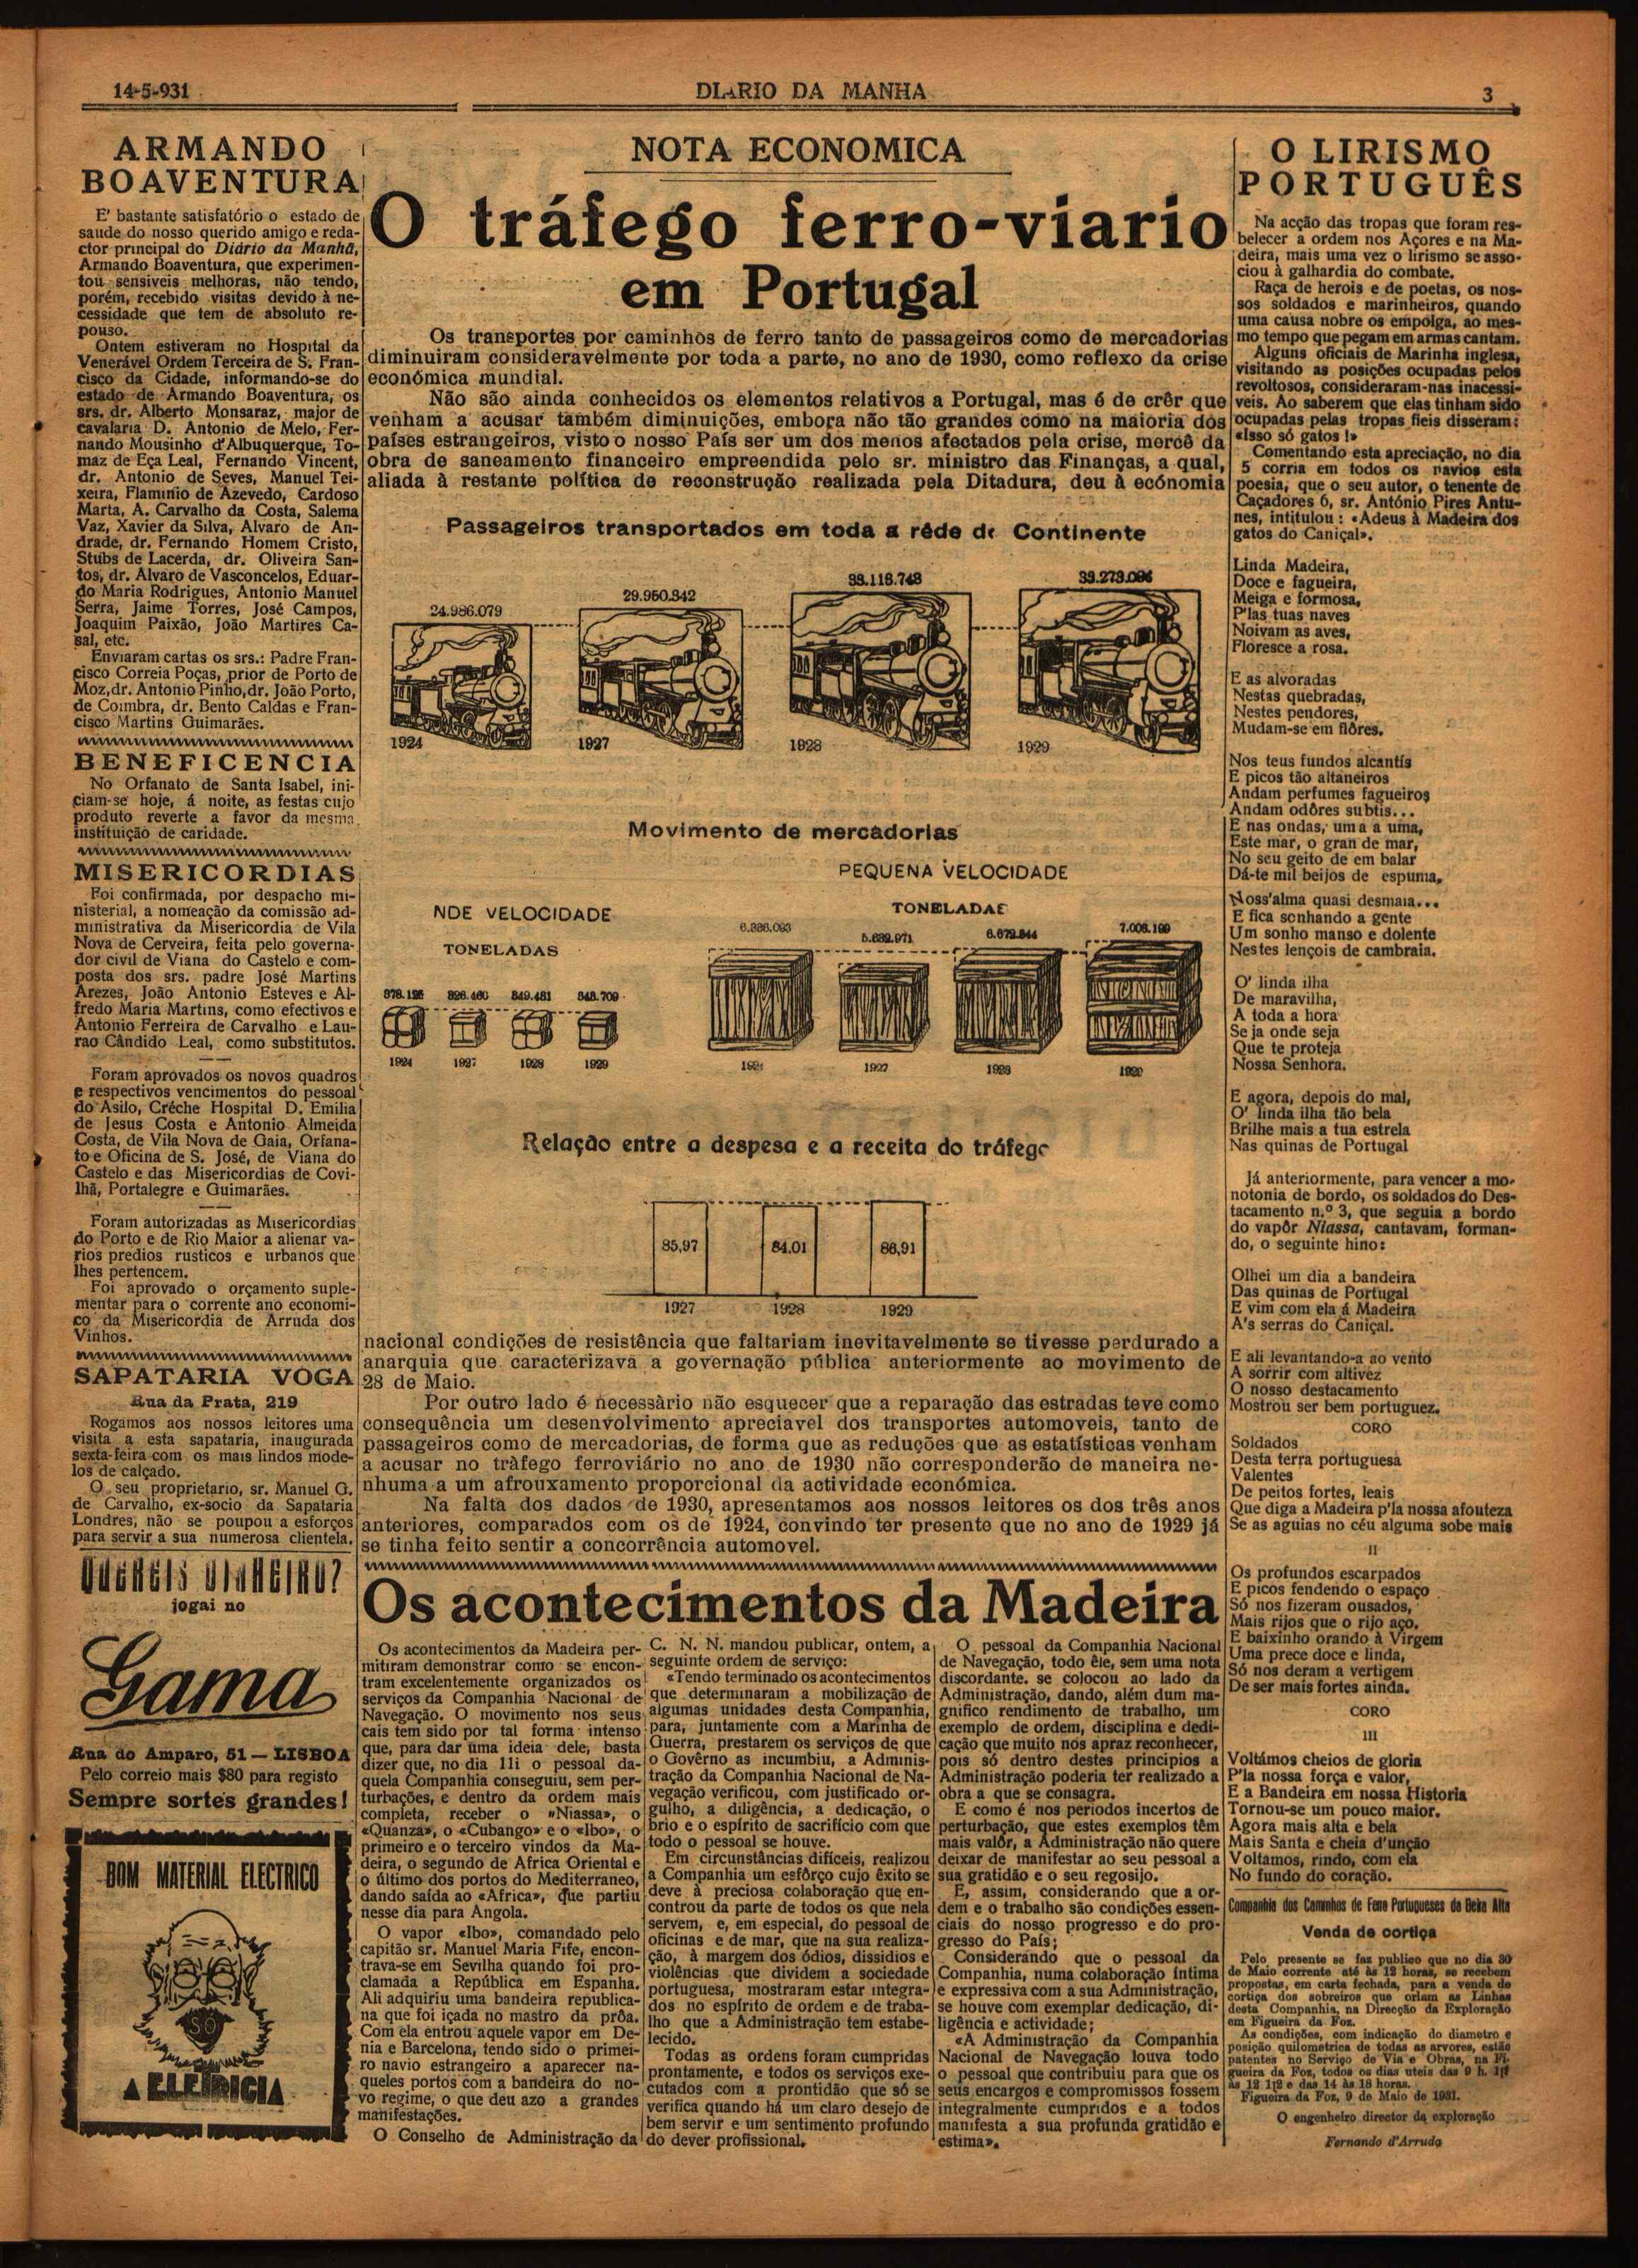 14-5-931
DIARIO DA MANHA
3
ARMANDO
BOAVENTURA
E' bastante satisfatório o estado de
saude do nosso querido amigo e reda-
ctor principal do Diário da Manhã,
Armando Boaventura, que experimen-
tou sensiveis melhoras, não tendo,
porém, recebido visitas devido à ne-
cessidade que tem de absoluto re-
pouso.
Ontem estiveram no Hospital da
Venerável Ordem Terceira de S. Fran-
cisco da Cidade, informando-se do
estado de Armando Boaventura, os
srs. dr. Alberto Monsaraz, major de
cavalaria D. Antonio de Melo, Fer-
nando Mousinho d'Albuquerque, To-
maz de Eça Leal, Fernando Vincent,
dr. Antonio de Seves, Manuel Tei-
xeira, Flaminio de Azevedo, Cardoso
Marta, A. Carvalho da Costa, Salema
Vaz, Xavier da Silva, Alvaro de An-
drade, dr. Fernando Homem Cristo,
Stubs de Lacerda, dr. Oliveira San-
tos, dr. Alvaro de Vasconcelos, Eduar-
do Maria Rodrigues, Antonio Manuel
Serra, Jaime Torres, José Campos,
Joaquim Paixão, João Martires Ca-
sal, etc.
Enviaram cartas os srs.: Padre Fran-
cisco Correia Poças, prior de Porto de
Moz, dr. Antonio Pinho, dr. João Porto,
de Coimbra, dr. Bento Caldas e Fran-
cisco Martins Guimarães.
BENEFICENCIA
No Orfanato de Santa Isabel, ini-
ciam-se hoje, á noite, as festas cujo
produto reverte a favor da mesma
instituição de caridade.
MISERICORDIAS
Foi confirmada, por despacho mi-
nisterial, a nomeação da comissão ad-
ministrativa da Misericordia de Vila
Nova de Cerveira, feita pelo governa-
dor civil de Viana do Castelo e com-
posta dos srs. padre José Martins
Arezes, João Antonio Esteves e Al-
fredo Maria Martins, como efectivos e
Antonio Ferreira de Carvalho e Lau-
rao Cândido Leal, como substitutos.
Foram aprovados os novos quadros
e respectivos vencimentos do pessoal
do Asilo, Créche Hospital D. Emilia
de Jesus Costa e Antonio Almeida
Costa, de Vila Nova de Gaia, Orfana-
to e Oficina de S. José, de Viana do
Castelo e das Misericordias de Covi-
lhã, Portalegre e Guimarães.
Foram autorizadas as Misericordias
do Porto e de Rio Maior a alienar va-
rios predios rusticos e urbanos que
lhes pertencem.
Foi aprovado o orçamento suple-
mentar para o corrente ano economi-
co da Misericordia de Arruda dos
Vinhos.
SAPATARIA VOGA
Rua da Prata, 219
Rogamos aos nossos leitores uma
visita a esta sapataria, inaugurada
sexta-feira com os mais lindos mode-
los de calçado.
O seu proprietario, sr. Manuel G.
de Carvalho, ex-socio da Sapataria
Londres, não se poupou a esforços
para servir a sua numerosa clientela.
QUEREIS DINHEIRO?
jogai no
Gama
Rua do Amparo, 51 — LISBOA
Pelo correio mais $80 para registo
Sempre sortes grandes!
BOM MATERIAL ELECTRICO
SÓ
A ELETRICIA
NOTA ECONOMICA
O tráfego ferro-viario
em Portugal
Os transportes por caminhos de ferro tanto de passageiros como de mercadorias
diminuiram consideravelmente por toda a parte, no ano de 1930, como reflexo da crise
económica mundial.
Não são ainda conhecidos os elementos relativos a Portugal, mas é de crêr que
venham a acusar também diminuições, embora não tão grandes como na maioria dos
países estrangeiros, visto o nosso País ser um dos menos afectados pela crise, mercê da
obra de saneamento financeiro empreendida pelo sr. ministro das Finanças, a qual,
aliada à restante política de reconstrução realizada pela Ditadura, deu à ecónomia
Passageiros transportados em toda a rêde de Continente
24.986.079
29.950.342
33.116.748
1924
1927
1928
1929
Movimento de mercadorias
NDE VELOCIDADE
TONELADAS
826.460
849.481
848.709
1924
1927
1928
1929
PEQUENA VELOCIDADE
TONELADAS
5.632.971
6.672.844
7.008.199
1924
1927
1928
1929
Relação entre a despesa e a receita do tráfego
85,97
84.01
86,91
1927
1928
1929
nacional condições de resistência que faltariam inevitavelmente se tivesse perdurado a
anarquia que caracterizava a governação pública anteriormente ao movimento de
28 de Maio.
Por outro lado é necessàrio não esquecer que a reparação das estradas teve como
consequência um desenvolvimento apreciavel dos transportes automoveis, tanto de
passageiros como de mercadorias, de forma que as reduções que as estatísticas venham
a acusar no tràfego ferroviário no ano de 1930 não corresponderão de maneira ne-
nhuma a um afrouxamento proporcional da actividade económica.
Na falta dos dados de 1930, apresentamos aos nossos leitores os dos três anos
anteriores, comparados com os de 1924, convindo ter presente que no ano de 1929 já
se tinha feito sentir a concorrência automovel.
Os acontecimentos da Madeira
Os acontecimentos da Madeira per-
mitiram demonstrar como se encon-
tram excelentemente organizados os
serviços da Companhia Nacional de
Navegação. O movimento nos seus
cais tem sido por tal forma intenso
que, para dar uma ideia dele, basta
dizer que, no dia 11i o pessoal da-
quela Companhia conseguiu, sem per-
turbações, e dentro da ordem mais
completa, receber o «Niassa», o
«Quanza», o «Cubango» e o «Ibo», o
primeiro e o terceiro vindos da Ma-
deira, o segundo de Africa Oriental e
o último dos portos do Mediterraneo,
dando saída ao «Africa», que partiu
nesse dia para Angola.
O vapor «Ibo», comandado pelo
capitão sr. Manuel Maria Fife, encon-
trava-se em Sevilha quando foi pro-
clamada a República em Espanha.
Ali adquiriu uma bandeira republica-
na que foi içada no mastro da prôa.
Com ela entrou aquele vapor em De-
nia e Barcelona, tendo sido o primei-
ro navio estrangeiro a aparecer na-
queles portos com a bandeira do no-
vo regime, o que deu azo a grandes
manifestações.
O Conselho de Administração da
C. N. N. mandou publicar, ontem, a
seguinte ordem de serviço:
«Tendo terminado os acontecimentos
que determinaram a mobilização de
algumas unidades desta Companhia,
para, juntamente com a Marinha de
Guerra, prestarem os serviços de que
o Govêrno as incumbiu, a Adminis-
tração da Companhia Nacional de Na-
vegação verificou, com justificado or-
gulho, a diligência, a dedicação, o
brio e o espírito de sacrifício com que
todo o pessoal se houve.
Em circunstâncias dificeis, realizou
a Companhia um esfôrço cujo êxito se
deve à preciosa colaboração que en-
controu da parte de todos os que nela
servem, e, em especial, do pessoal de
oficinas e de mar, que na sua realiza-
ção, à margem dos ódios, dissidios e
violências que dividem a sociedade
portuguesa, mostraram estar integra-
dos no espírito de ordem e de traba-
lho que a Administração tem estabe-
lecido.
Todas as ordens foram cumpridas
prontamente, e todos os serviços exe-
cutados com a prontidão que só se
verifica quando há um claro desejo de
bem servir e um sentimento profundo
do dever profissional.
O pessoal da Companhia Nacional
de Navegação, todo êle, sem uma nota
discordante. se colocou ao lado da
Administração, dando, além dum ma-
gnifico rendimento de trabalho, um
exemplo de ordem, disciplina e dedi-
cação que muito nos apraz reconhecer,
pois só dentro destes principios a
Administração poderia ter realizado a
obra a que se consagra.
E como é nos periodos incertos de
perturbação, que estes exemplos têm
mais valôr, a Administração não quere
deixar de manifestar ao seu pessoal a
sua gratidão e o seu regosijo.
E, assim, considerando que a or-
dem e o trabalho são condições essen-
ciais do nosso progresso e do pro-
gresso do País;
Considerando que o pessoal da
Companhia, numa colaboração íntima
e expressiva com a sua Administração,
se houve com exemplar dedicação, di-
ligência e actividade;
«A Administração da Companhia
Nacional de Navegação louva todo
o pessoal que contribuiu para que os
seus encargos e compromissos fossem
integralmente cumpridos e a todos
manifesta a sua profunda gratidão e
estima».
O LIRISMO
PORTUGUÊS
Na acção das tropas que foram res-
belecer a ordem nos Açores e na Ma-
deira, mais uma vez o lirismo se asso-
ciou à galhardia do combate.
Raça de herois e de poetas, os nos-
sos soldados e marinheiros, quando
uma causa nobre os empolga, ao mes-
mo tempo que pegam em armas cantam.
Alguns oficiais de Marinha inglesa,
visitando as posições ocupadas pelos
revoltosos, consideraram-nas inacessi-
veis. Ao saberem que elas tinham sido
ocupadas pelas tropas fieis disseram:
«Isso só gatos!»
Comentando esta apreciação, no dia
5 corria em todos os navios esta
poesia, que o seu autor, o tenente de
Caçadores 6, sr. António Pires Antu-
nes, intitulou: «Adeus à Madeira dos
gatos do Caniçal».
Linda Madeira,
Doce e fagueira,
Meiga e formosa,
P'las tuas naves
Noivam as aves,
Floresce a rosa.
E as alvoradas
Nestas quebradas,
Nestes pendores,
Mudam-se em flôres.
Nos teus fundos alcantís
E picos tão altaneiros
Andam perfumes fagueiros
Andam odôres subtis...
E nas ondas, uma a uma,
Este mar, o gran de mar,
No seu geito de em balar
Dá-te mil beijos de espuma.
Noss'alma quasi desmaia...
E fica sonhando a gente
Um sonho manso e dolente
Nestes lençois de cambraia.
O' linda ilha
De maravilha,
A toda a hora
Seja onde seja
Que te proteja
Nossa Senhora.
E agora, depois do mal,
O' linda ilha tão bela
Brilhe mais a tua estrela
Nas quinas de Portugal
Já anteriormente, para vencer a mo-
notonia de bordo, os soldados do Des-
tacamento n.º 3, que seguia a bordo
do vapôr Niassa, cantavam, forman-
do, o seguinte hino:
Olhei um dia a bandeira
Das quinas de Portugal
E vim com ela á Madeira
A's serras do Caniçal.
E ali levantando-a ao vento
A sorrir com altivez
O nosso destacamento
Mostrou ser bem portuguez.
CORO
Soldados
Desta terra portuguesa
Valentes
De peitos fortes, leais
Que diga a Madeira p'la nossa afouteza
Se as aguias no céu alguma sobe mais
II
Os profundos escarpados
E picos fendendo o espaço
Só nos fizeram ousados,
Mais rijos que o rijo aço.
E baixinho orando à Virgem
Uma prece doce e linda,
Só nos deram a vertigem
De ser mais fortes ainda.
CORO
III
Voltámos cheios de gloria
P'la nossa força e valor,
E a Bandeira em nossa Historia
Tornou-se um pouco maior.
Agora mais alta e bela
Mais Santa e cheia d'unção
Voltamos, rindo, com ela
No fundo do coração.
Companhia dos Caminhos de Ferro Portugueses da Beira Alta
Venda de cortiça
Pelo presente se faz publico que no dia 30
de Maio corrente até às 12 horas, se recebem
propostas, em carta fechada, para a venda de
cortiça dos sobreiros que orlam as Linhas
desta Companhia, na Direcção da Exploração
em Figueira da Foz.
As condições, com indicação do diametro e
posição quilometrica de todas as arvores, estão
patentes no Serviço de Via e Obras, na Fi-
gueira da Foz, todos os dias uteis das 9 h. 1/2
às 12 1/2 e das 14 às 18 horas.
Figueira da Foz, 9 de Maio de 1931.
O engenheiro director da exploração
Fernando d'Arruda